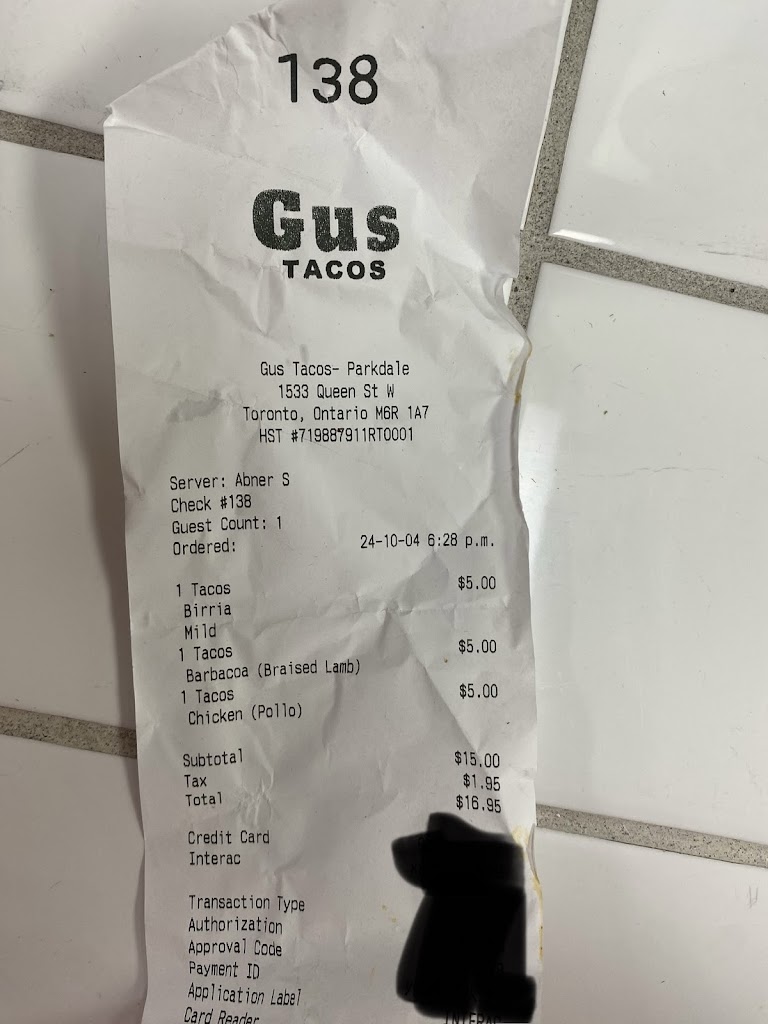 138
Gus
TACOS
Gus Tacos- Parkdale
1533 Queen St W
Toronto, Ontario M6R 1A7
HST #719887911RT0001
Server: Abner S
Check #138
Guest Count: 1
Ordered: 24-10-04 6:28 p.m.
1 Tacos $5.00
Birria
Mild
1 Tacos $5.00
Barbacoa (Braised Lamb)
1 Tacos $5.00
Chicken (Pollo)
Subtotal $15.00
Tax $1.95
Total $16.95
Credit Card
Interac
Transaction Type
Authorization
Approval Code
Payment ID
Application Label
Card Reader INTERAC